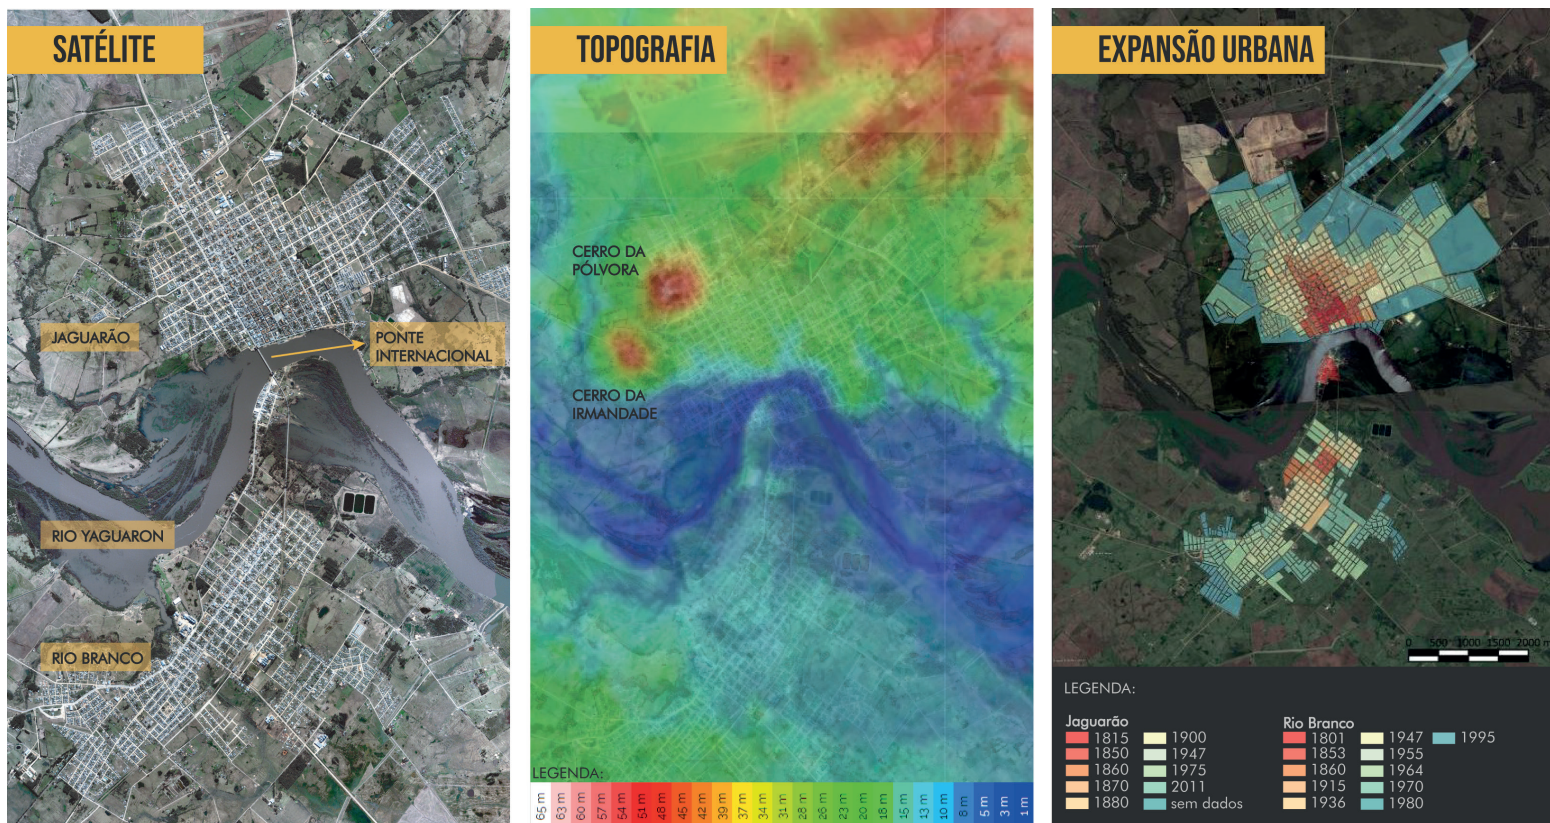 SATÉLITE
JAGUARÃO
PONTE
INTERNACIONAL
RIO YAGUARON
RIO BRANCO
TOPOGRAFIA
CERRO DA
PÓLVORA
CERRO DA
IRMANDADE
LEGENDA:
65 m
63 m
60 m
57 m
54 m
51 m
48 m
45 m
42 m
39 m
37 m
34 m
31 m
28 m
23 m
20 m
18 m
15 m
13 m
10 m
8 m
5 m
3 m
1 m
EXPANSÃO URBANA
0 500 1000 1500 2000 m
LEGENDA:
Jaguarão
1815
1850
1860
1870
1880
1900
1947
1975
2011
sem dados
Rio Branco
1801
1853
1860
1915
1936
1947
1955
1964
1970
1980
1995